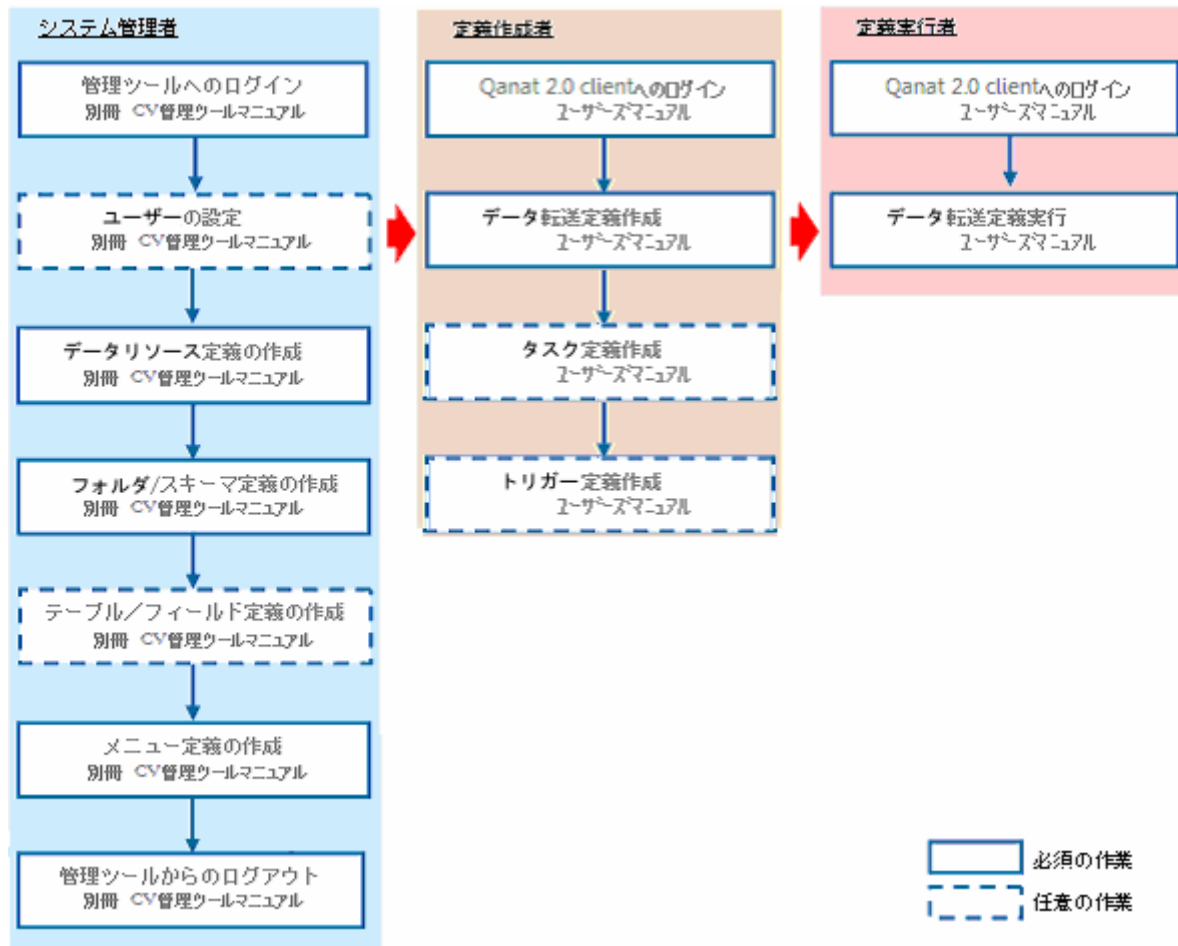 システム管理者
管理ツールへのログイン
別冊 CV管理ツールマニュアル
ユーザーの設定
別冊 CV管理ツールマニュアル
データリソース定義の作成
別冊 CV管理ツールマニュアル
フォルダ/スキーマ定義の作成
別冊 CV管理ツールマニュアル
テーブル／フィールド定義の作成
別冊 CV管理ツールマニュアル
メニュー定義の作成
別冊 CV管理ツールマニュアル
管理ツールからのログアウト
別冊 CV管理ツールマニュアル
定義作成者
Qanat 2.0 clientへのログイン
ユーザーズマニュアル
データ転送定義作成
ユーザーズマニュアル
タスク定義作成
ユーザーズマニュアル
トリガー定義作成
ユーザーズマニュアル
定義実行者
Qanat 2.0 clientへのログイン
ユーザーズマニュアル
データ転送定義実行
ユーザーズマニュアル
必須の作業
任意の作業